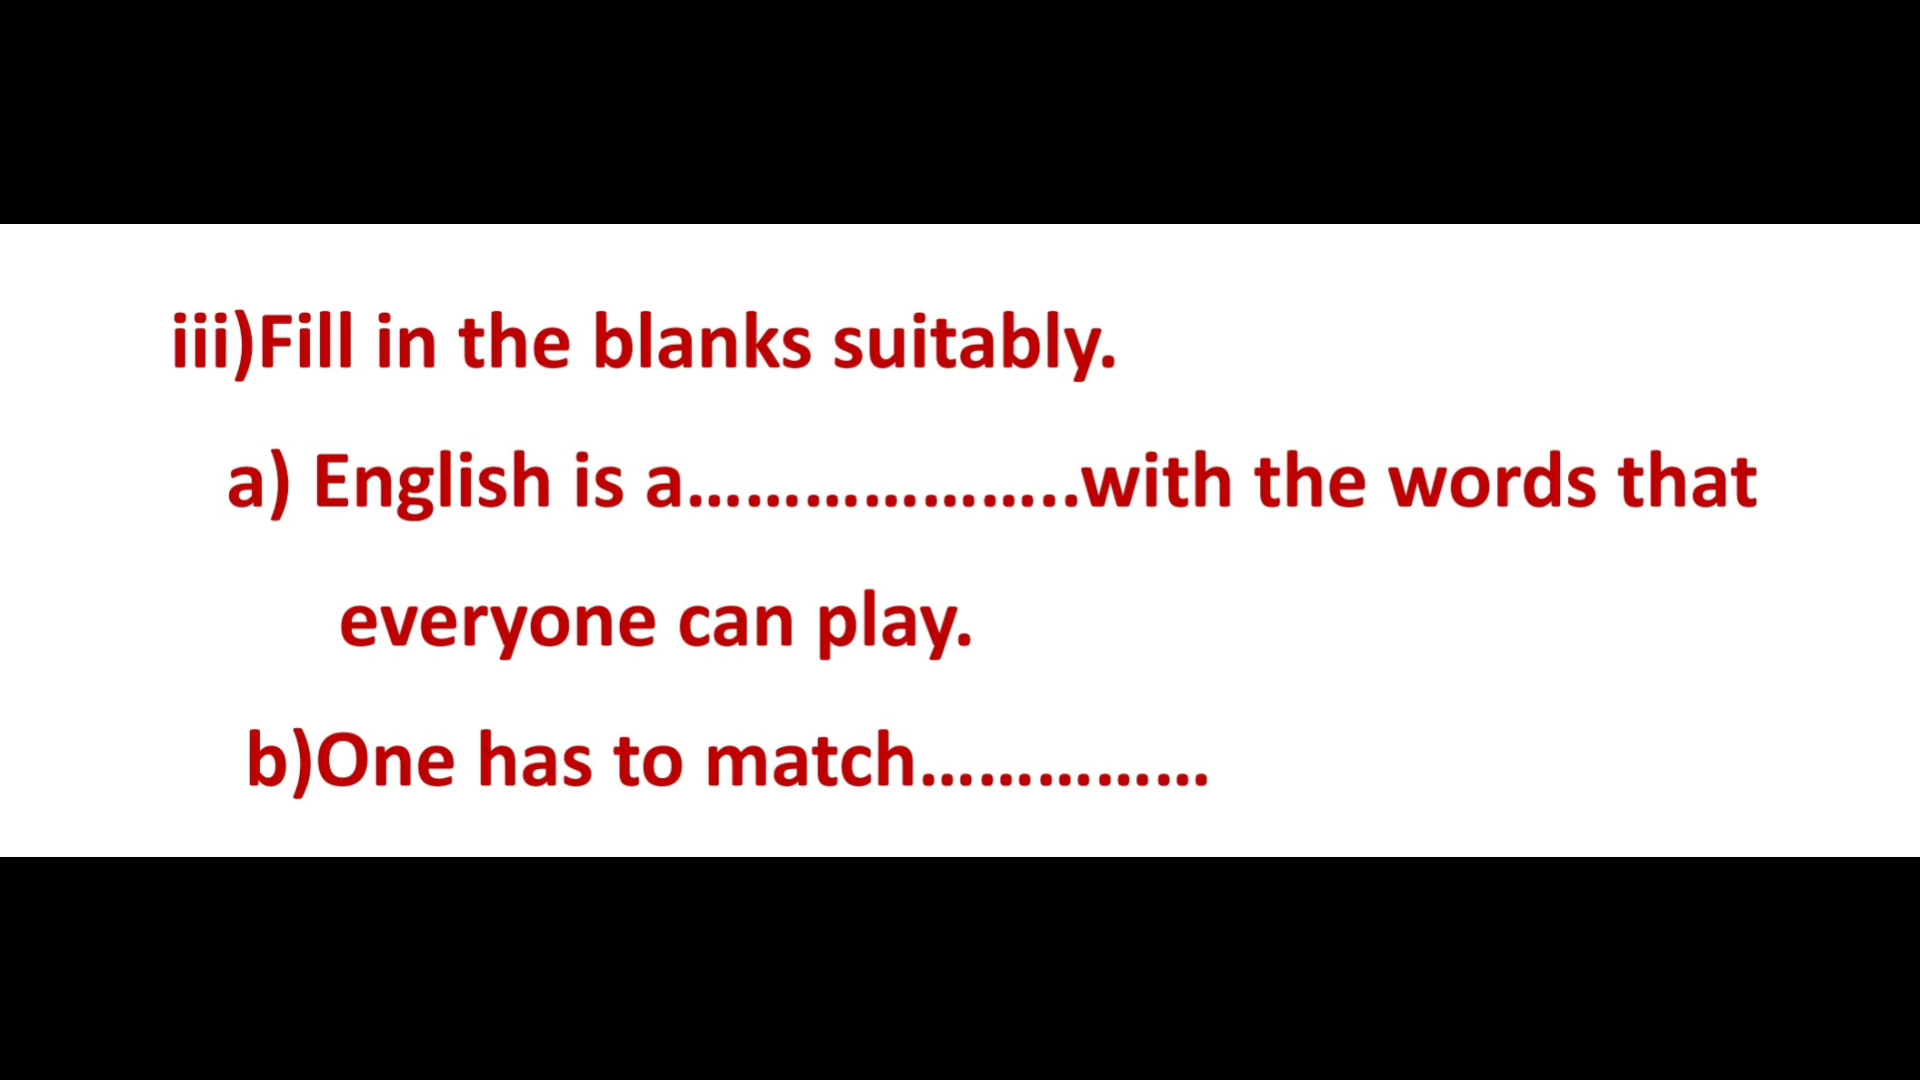 iii)Fill in the blanks suitably.
a) English is a………………..with the words that
everyone can play.
b)One has to match……………